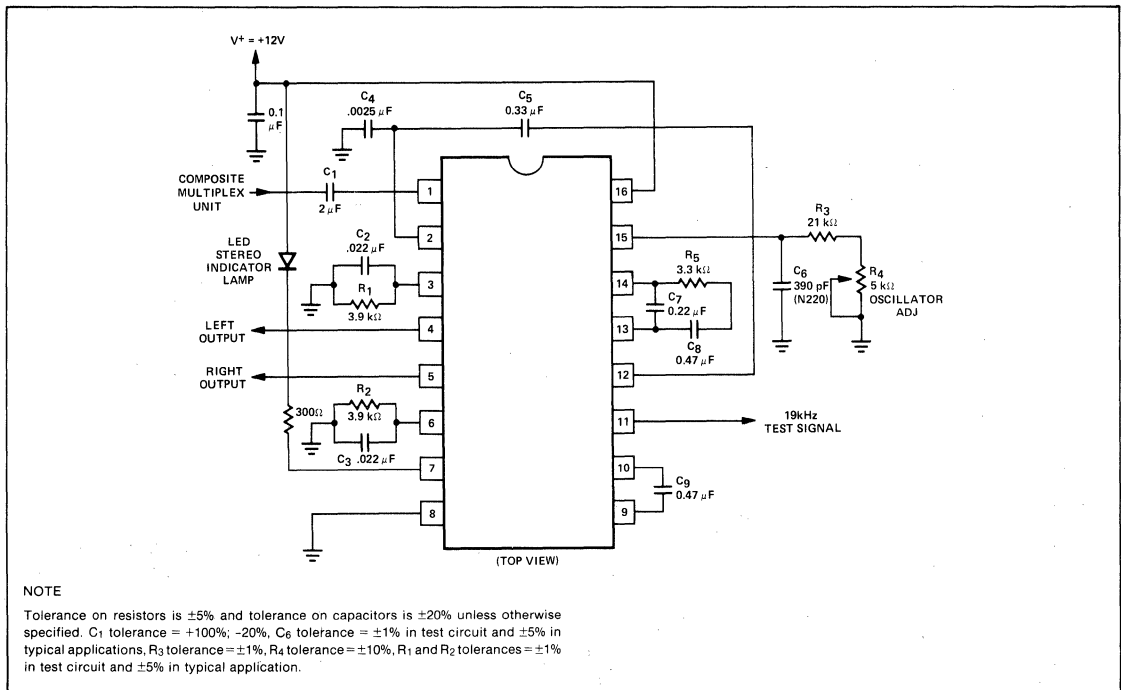 V+ = +12V
0.1
µF
C4
.0025 µF
C5
0.33 µF
COMPOSITE
MULTIPLEX
UNIT
C1
2 µF
1
16
2
15
R3
21 kΩ
LED
STEREO
INDICATOR
LAMP
C2
.022 µF
R1
3.9 kΩ
3
14
R5
3.3 kΩ
C7
0.22 µF
C6
390 pF
(N220)
R4
5 kΩ
OSCILLATOR
ADJ
LEFT
OUTPUT
4
13
C8
0.47 µF
RIGHT
OUTPUT
5
12
300Ω
R2
3.9 kΩ
C3 .022 µF
6
11
19kHz
TEST SIGNAL
7
10
C9
0.47 µF
8
9
(TOP VIEW)
NOTE
Tolerance on resistors is ±5% and tolerance on capacitors is ±20% unless otherwise
specified. C1 tolerance = +100%; -20%, C6 tolerance = ±1% in test circuit and ±5% in
typical applications, R3 tolerance = ±1%, R4 tolerance = ±10%, R1 and R2 tolerances = ±1%
in test circuit and ±5% in typical application.